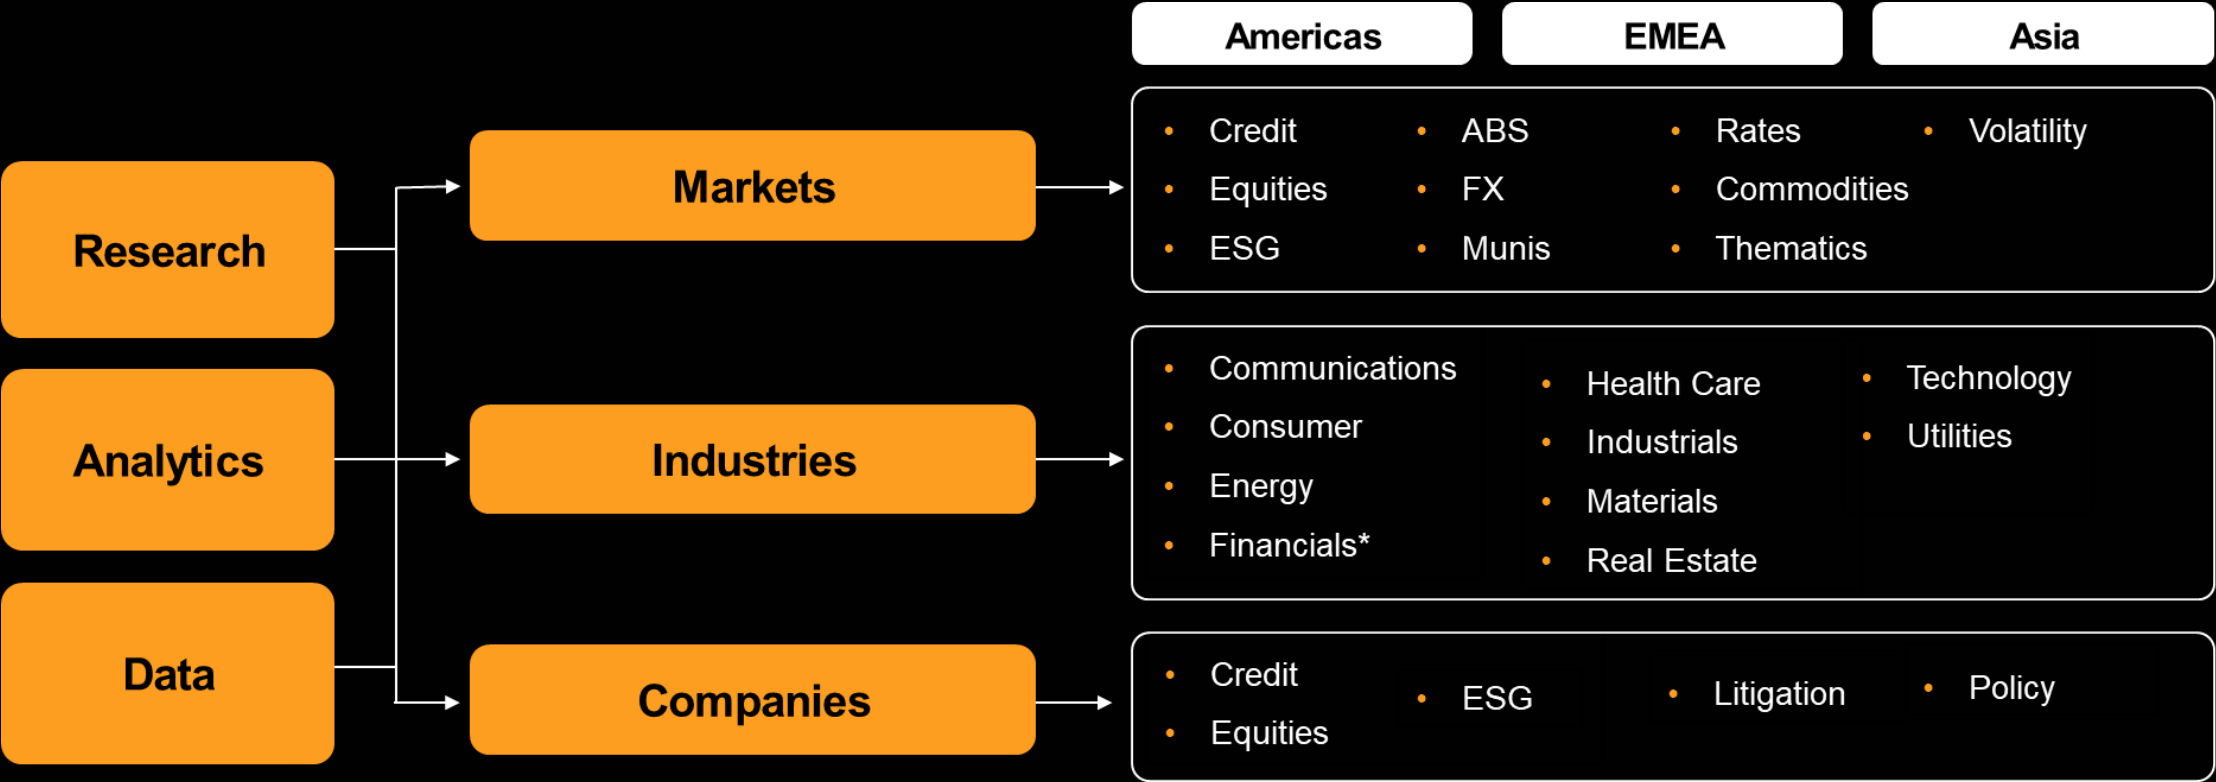 Americas
EMEA
Asia
Research
Analytics
Data
Markets
Industries
Companies
• Credit
• Equities
• ESG
• ABS
• FX
• Munis
• Rates
• Commodities
• Thematics
• Volatility
• Communications
• Consumer
• Energy
• Financials*
• Health Care
• Industrials
• Materials
• Real Estate
• Technology
• Utilities
• Credit
• Equities
• ESG
• Litigation
• Policy